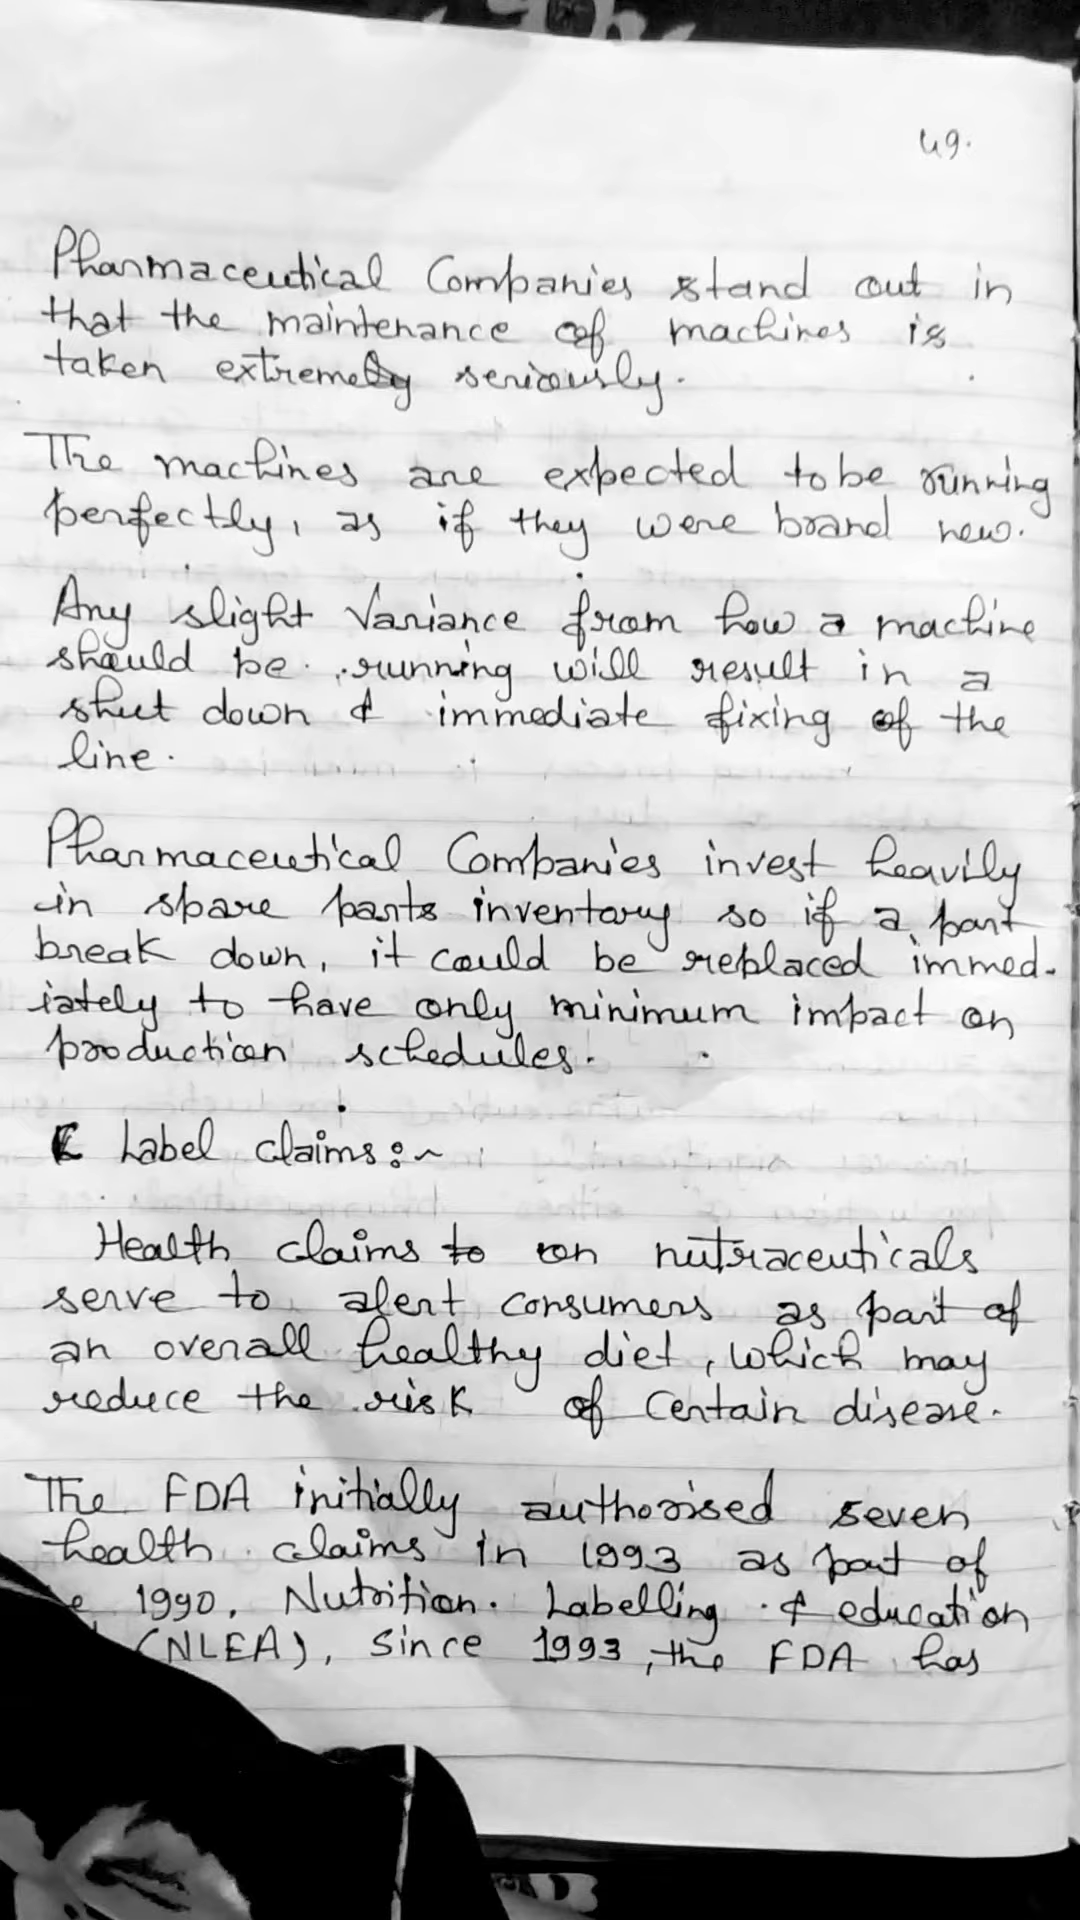 49.
Pharmaceutical Companies stand out in
that the maintenance of machines is
taken extremely seriously.
The machines are expected to be running
perfectly, as if they were brand new.
Any slight variance from how a machine
should be running will result in a
shut down & immediate fixing of the
line.
Pharmaceutical Companies invest heavily
in spare parts inventory so if a part
break down, it could be replaced immed-
iately to have only minimum impact on
production schedules.
Label claims:~
Health claims to on nutraceuticals
serve to alert consumers as part of
an overall healthy diet, which may
reduce the risk of Certain disease.
The FDA initially authorised seven
health claims in 1993 as part of
1990. Nutrition. Labelling & education
(NLEA), Since 1993, the FDA has